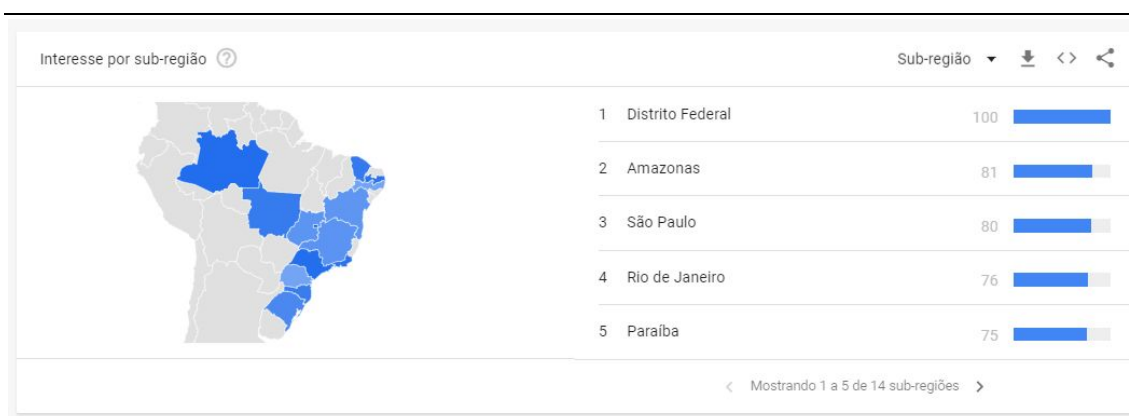 Interesse por sub-região ?
Sub-região
1 Distrito Federal 100
2 Amazonas 81
3 São Paulo 80
4 Rio de Janeiro 76
5 Paraíba 75
Mostrando 1 a 5 de 14 sub-regiões